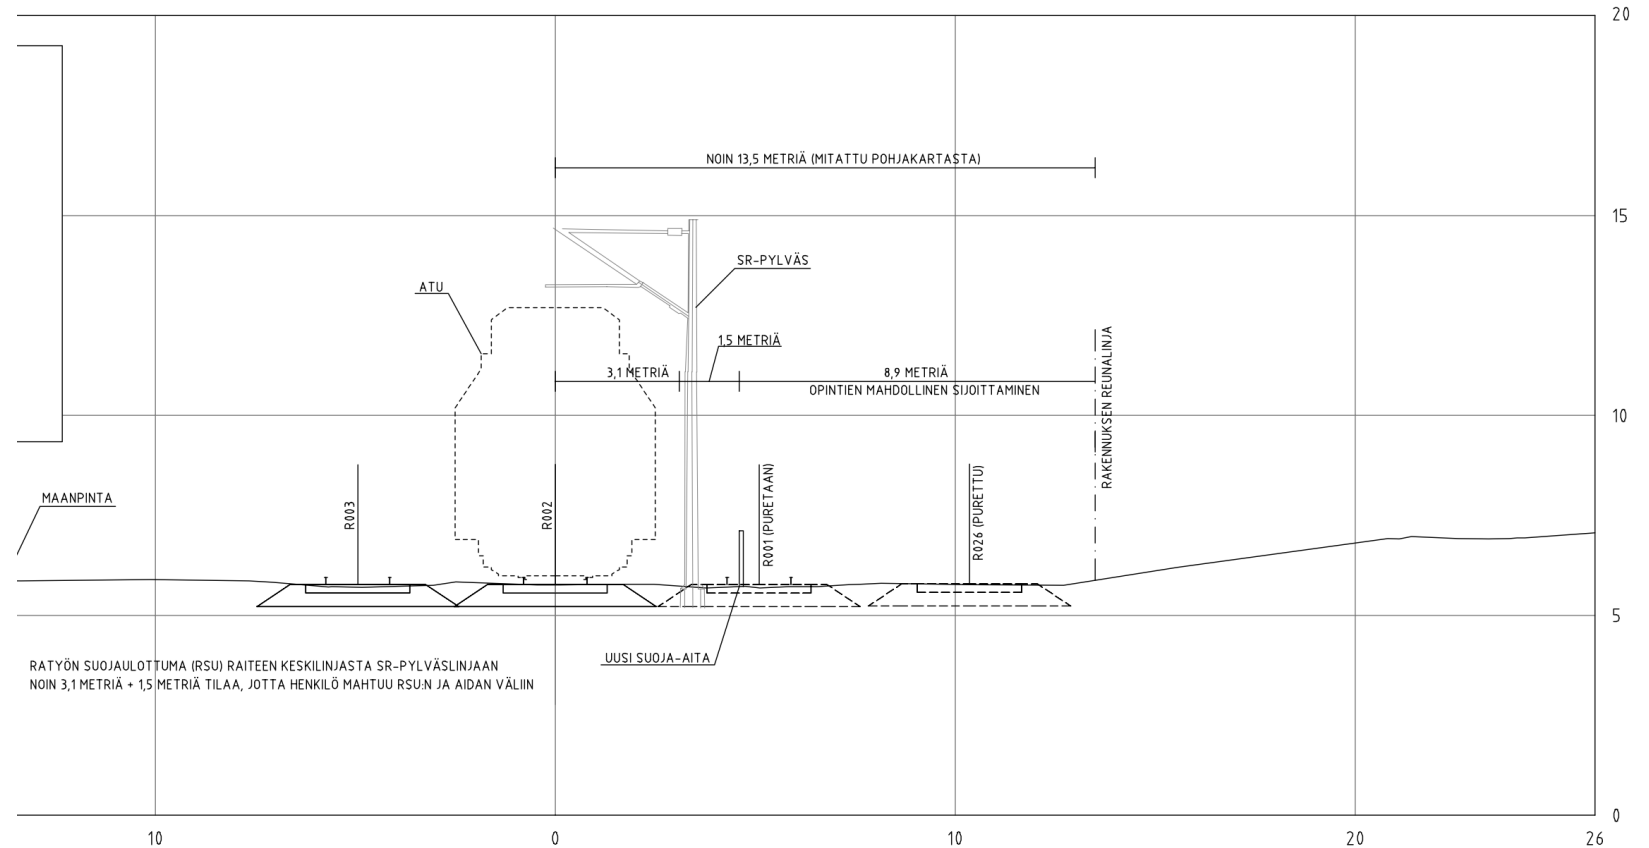 20
NOIN 13,5 METRIÄ (MITATTU POHJAKARTASTA)
15
SR-PYLVÄS
ATU
1,5 METRIÄ
3,1 METRIÄ
8,9 METRIÄ
OPINTIEN MAHDOLLINEN SIJOITTAMINEN
RAKENNUKSEN REUNALINJA
10
MAANPINTA
R003
R002
R001 (PURETAAN)
R026 (PURETTU)
5
UUSI SUOJA-AITA
RATYÖN SUOJAULOTTUMA (RSU) RAITEEN KESKILINJASTA SR-PYLVÄSLINJAAN
NOIN 3,1 METRIÄ + 1,5 METRIÄ TILAA, JOTTA HENKILÖ MAHTUU RSU:N JA AIDAN VÄLIIN
0
10
0
10
20
26